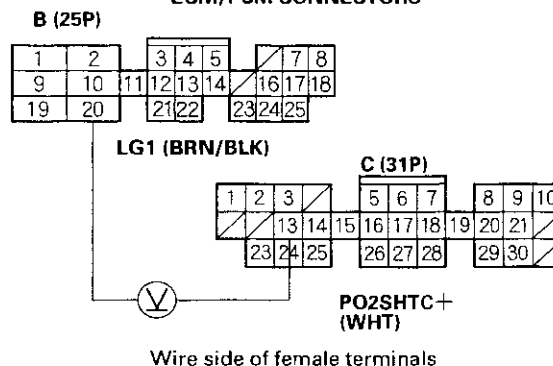 ECM/PCM CONNECTORS
B (25P)
1 2 3 4 5 7 8
9 10 11 12 13 14 16 17 18
19 20 21 22 23 24 25
LG1 (BRN/BLK)
C (31P)
1 2 3 5 6 7 8 9 10
13 14 15 16 17 18 19 20 21
23 24 25 26 27 28 29 30
V
PO2SHTC+
(WHT)
Wire side of female terminals